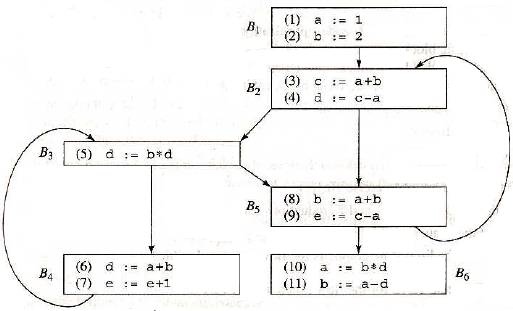 B₁
(1) a := 1
(2) b := 2
B₂
(3) c := a+b
(4) d := c-a
B₃
(5) d := b*d
B₅
(8) b := a+b
(9) e := c-a
B₄
(6) d := a+b
(7) e := e+1
(10) a := b*d
(11) b := a-d
B₆